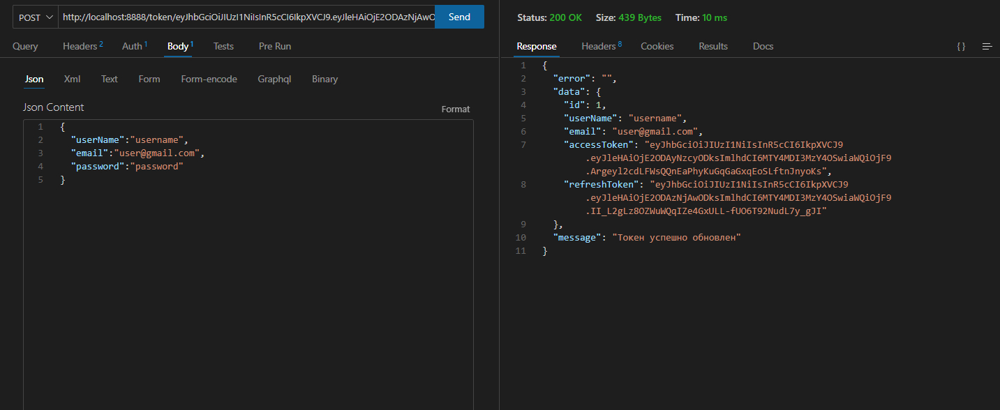 POST http://localhost:8888/token/eyJhbGciOiJIUzI1NiIsInR5cCI6IkpXVCJ9.eyJleHAiOjE2ODAzNjAwO Send
Query Headers 2 Auth 1 Body 1 Tests Pre Run
Json Xml Text Form Form-encode Graphql Binary
Json Content Format
1 {
2 "userName":"username",
3 "email":"user@gmail.com",
4 "password":"password"
5 }
Status: 200 OK Size: 439 Bytes Time: 10 ms
Response Headers 8 Cookies Results Docs { }
1 {
2 "error": "",
3 "data": {
4 "id": 1,
5 "userName": "username",
6 "email": "user@gmail.com",
7 "accessToken": "eyJhbGciOiJIUzI1NiIsInR5cCI6IkpXVCJ9
.eyJleHAiOjE2ODAyNzcyODksImlhdCI6MTY4MDI3MzY4OSwiaWQiOjF9
.Argeyl2cdLFWsQQnEaPhyKuGqGaGxqEoSLftnJnyoKs",
8 "refreshToken": "eyJhbGciOiJIUzI1NiIsInR5cCI6IkpXVCJ9
.eyJleHAiOjE2ODAzNjAwODksImlhdCI6MTY4MDI3MzY4OSwiaWQiOjF9
.II_L2gLz8OZWuWQqIZe4GxULL-fUO6T92NudL7y_gJI"
9 },
10 "message": "Токен успешно обновлен"
11 }